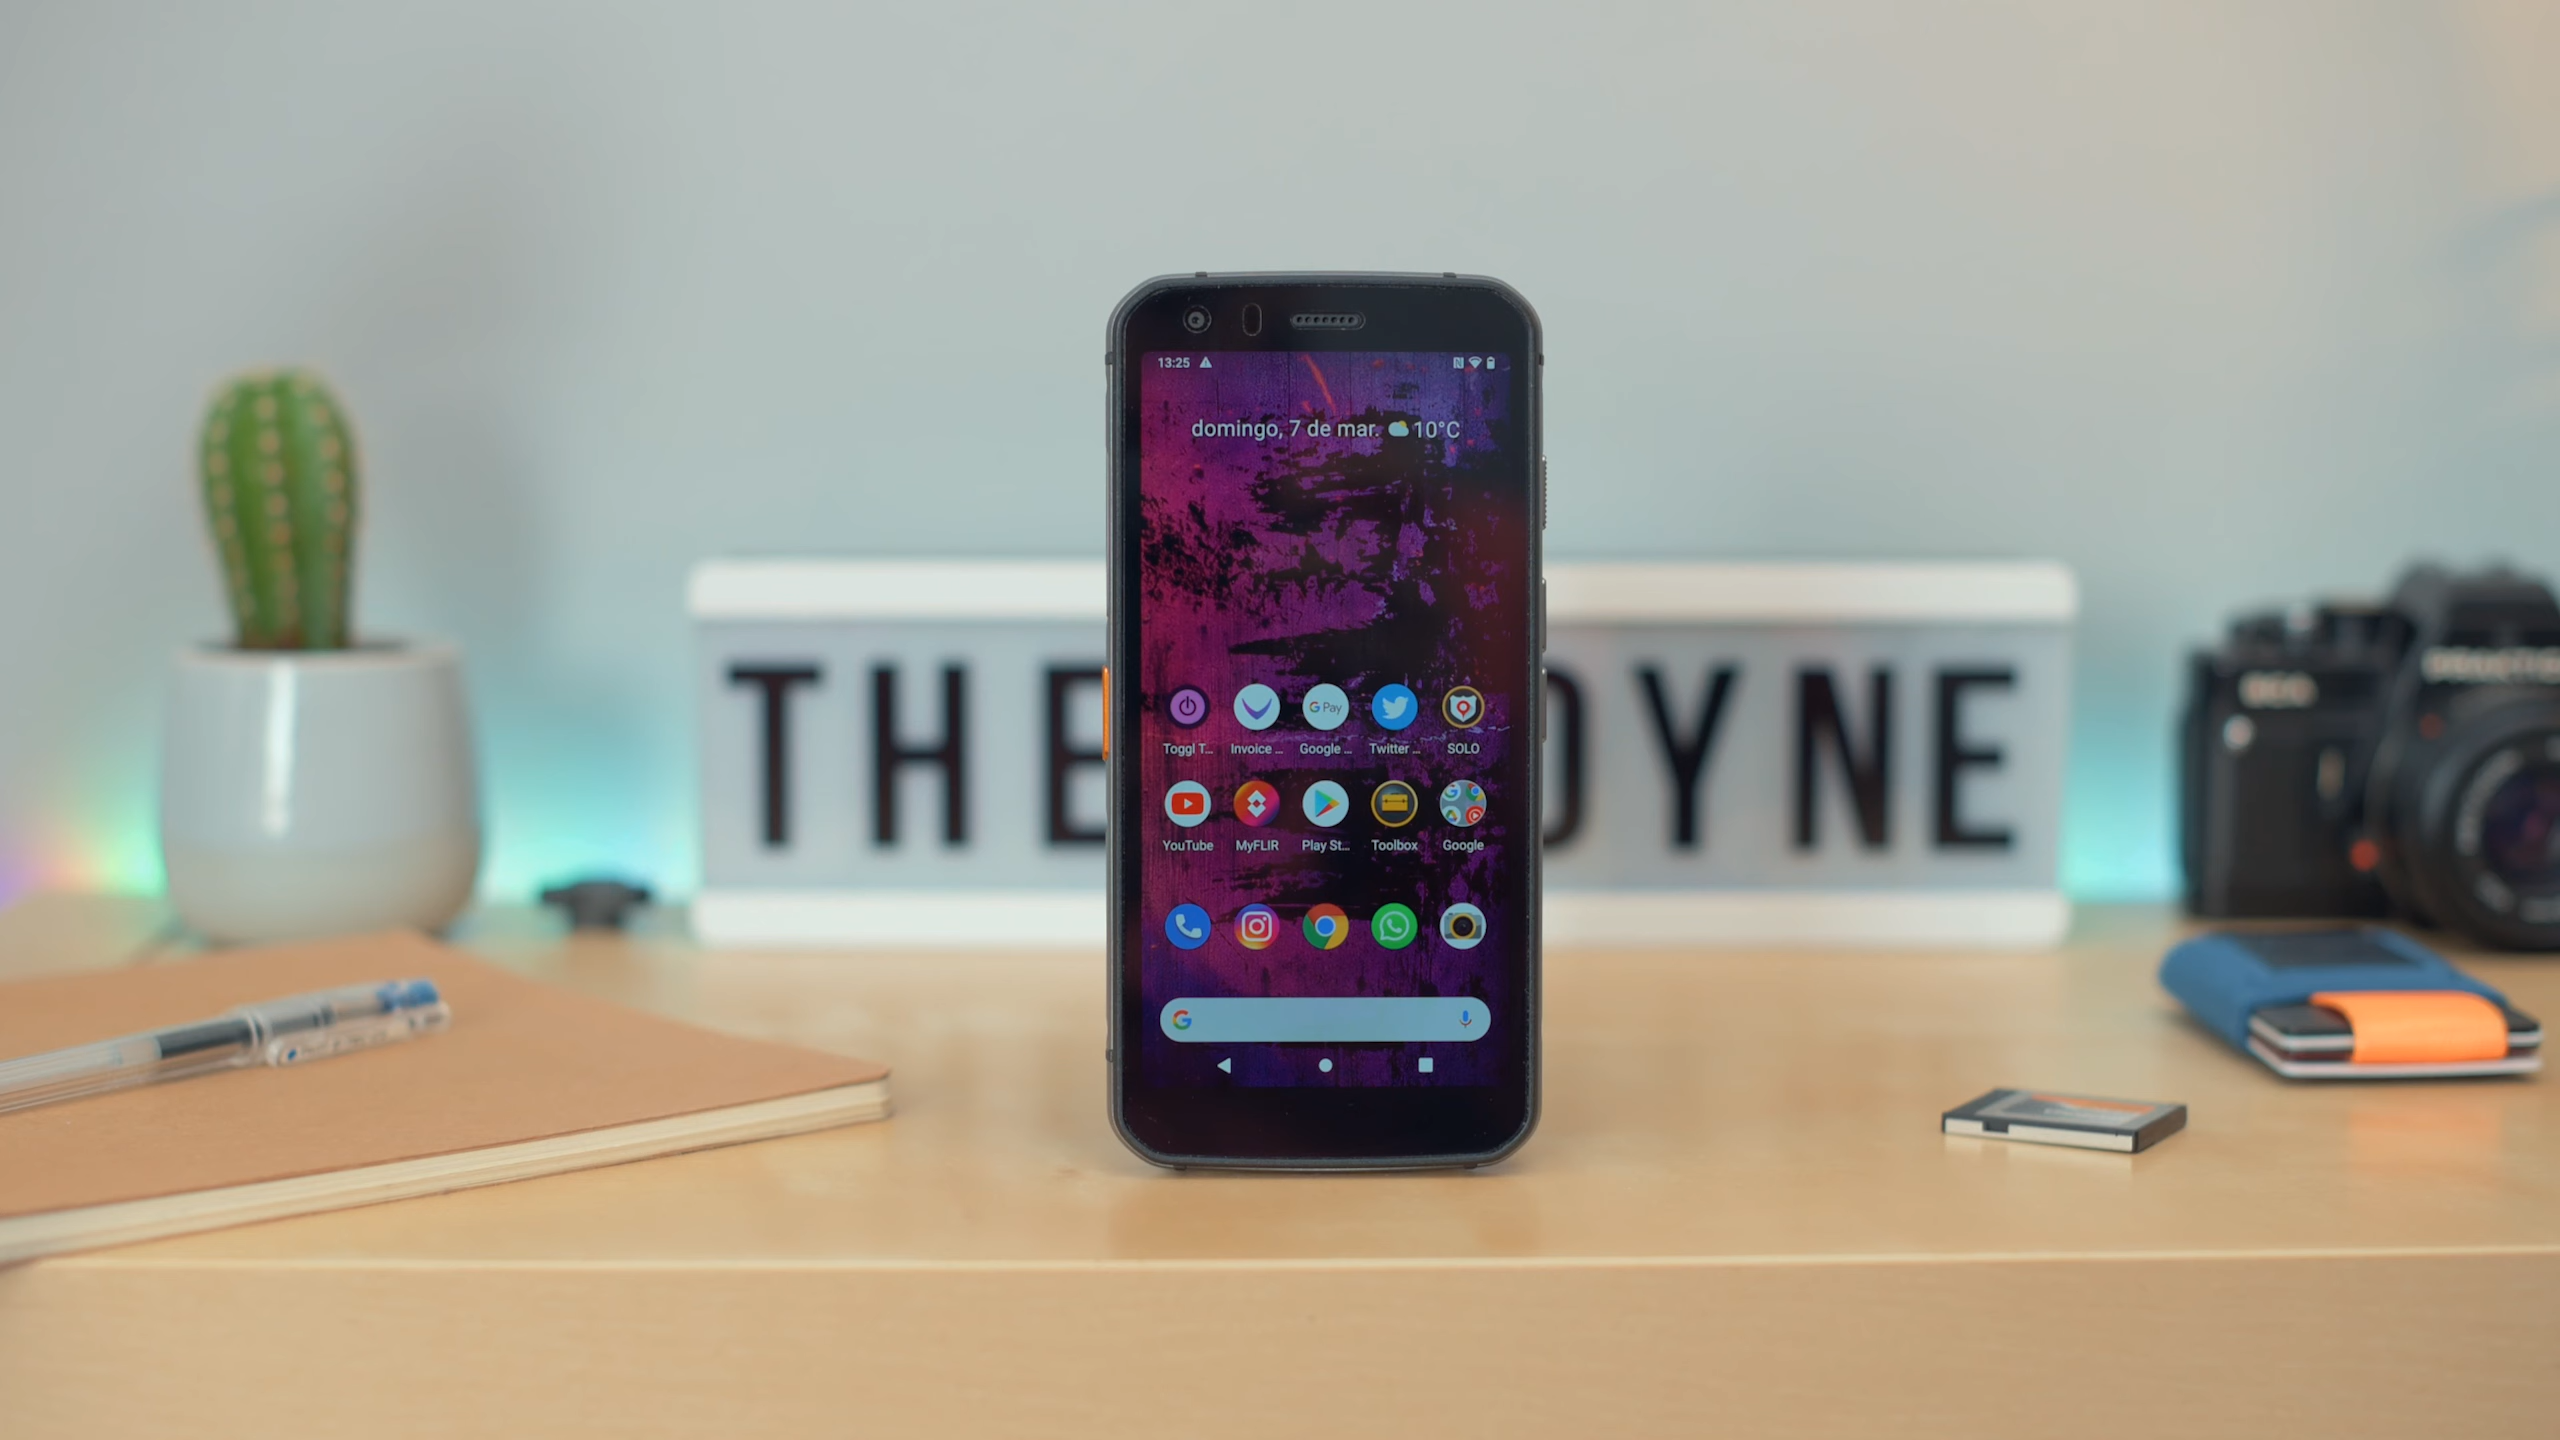 13:25
domingo, 7 de mar. 10°C
THE DYNE
G Pay
Toggl T... Invoice ... Google ... Twitter ... SOLO
YouTube MyFLIR Play St... Toolbox Google